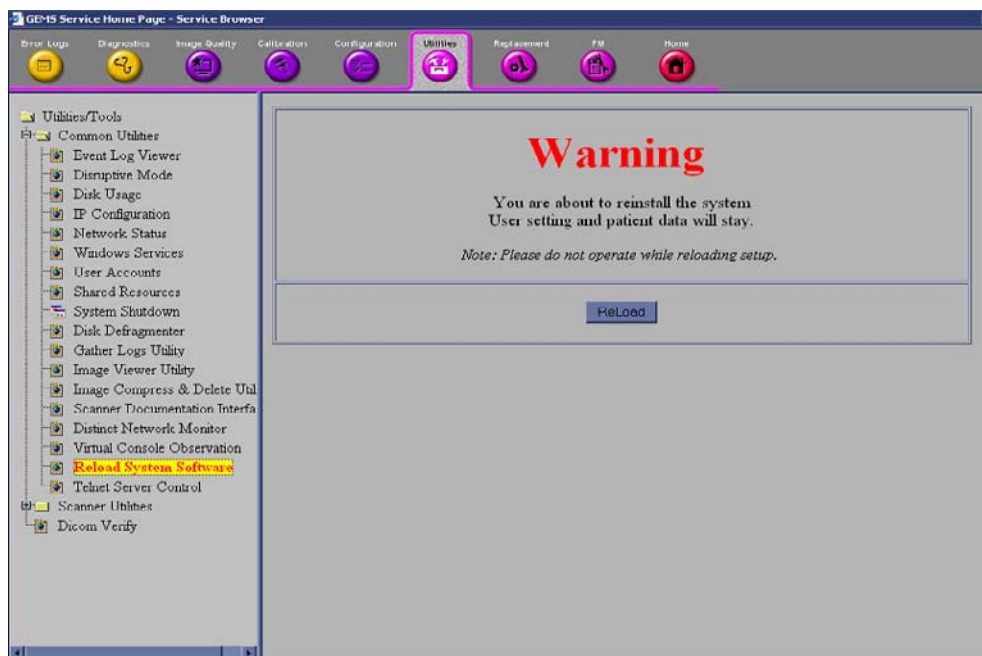 GEMS Service Home Page - Service Browser
Error Logs Diagnostics Image Quality Calibration Configuration Utilities Replacement PM Home
Utilities/Tools
Common Utilities
Event Log Viewer
Disruptive Mode
Disk Usage
IP Configuration
Network Status
Windows Services
User Accounts
Shared Resources
System Shutdown
Disk Defragmenter
Gather Logs Utility
Image Viewer Utility
Image Compress & Delete Util
Scanner Documentation Interfa
Distinct Network Monitor
Virtual Console Observation
Reload System Software
Telnet Server Control
Scanner Utilities
Dicom Verify
Warning
You are about to reinstall the system
User setting and patient data will stay.
Note: Please do not operate while reloading setup.
ReLoad